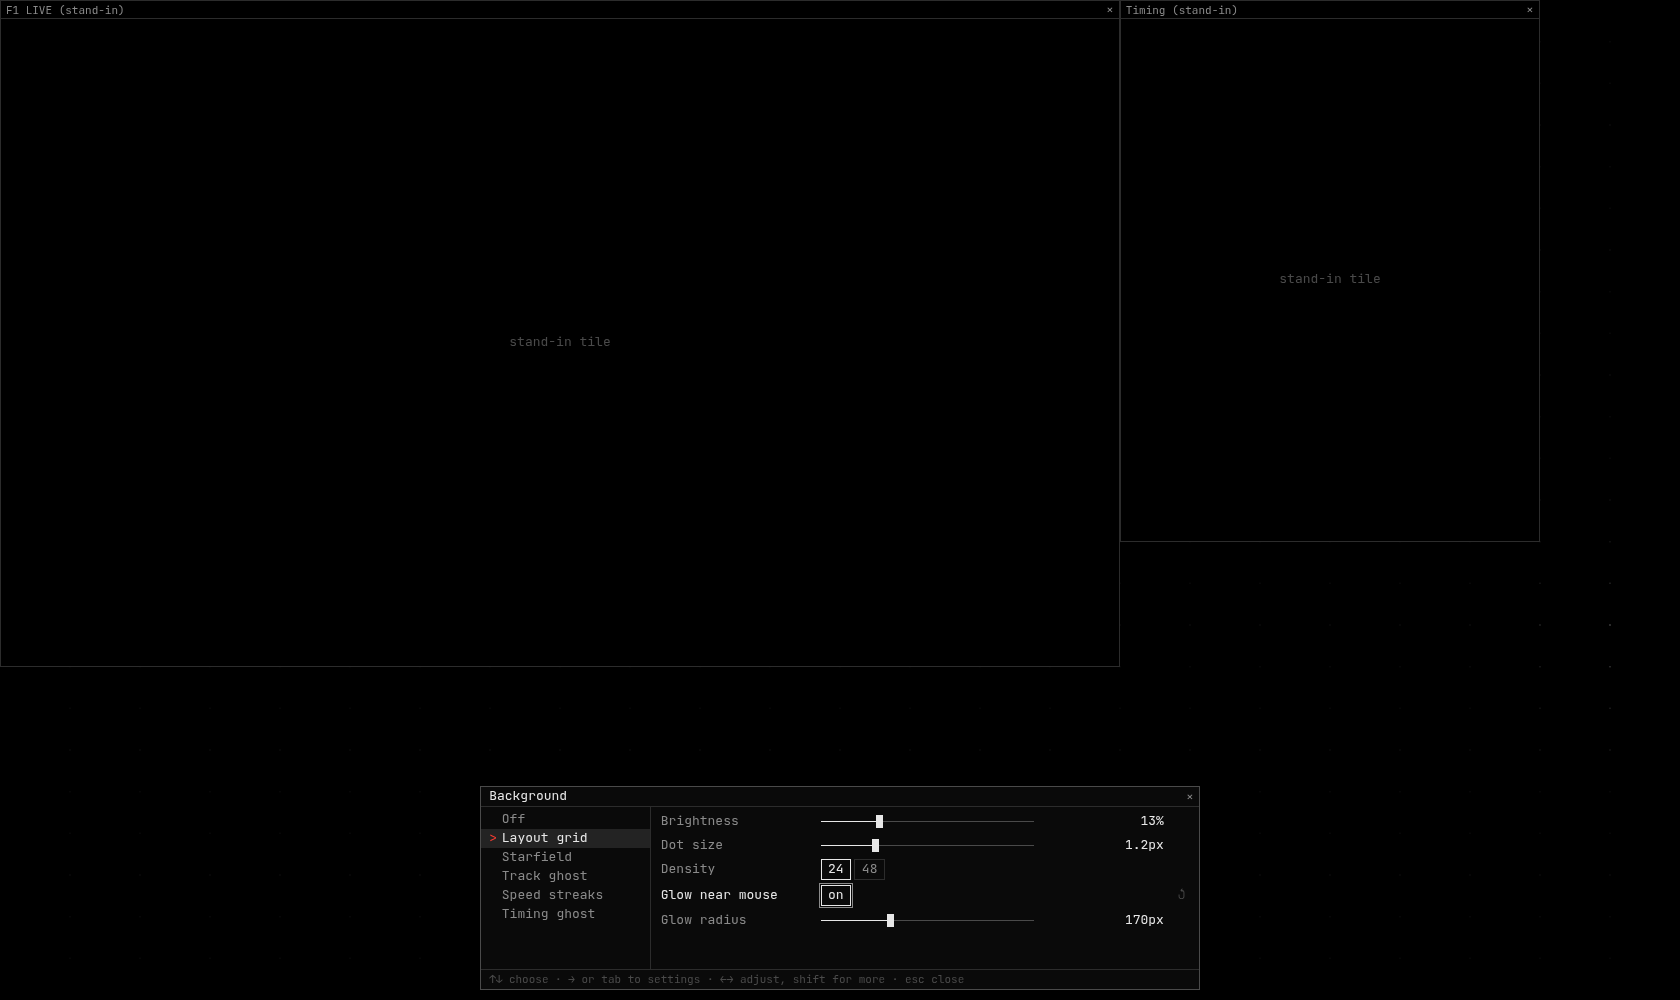 F1 LIVE (stand-in) ×
Timing (stand-in) ×
stand-in tile
stand-in tile
Background ×
Off
> Layout grid
Starfield
Track ghost
Speed streaks
Timing ghost
Brightness 13%
Dot size 1.2px
Density 24 48
Glow near mouse on
Glow radius 170px
↑↓ choose · → or tab to settings · ←→ adjust, shift for more · esc close